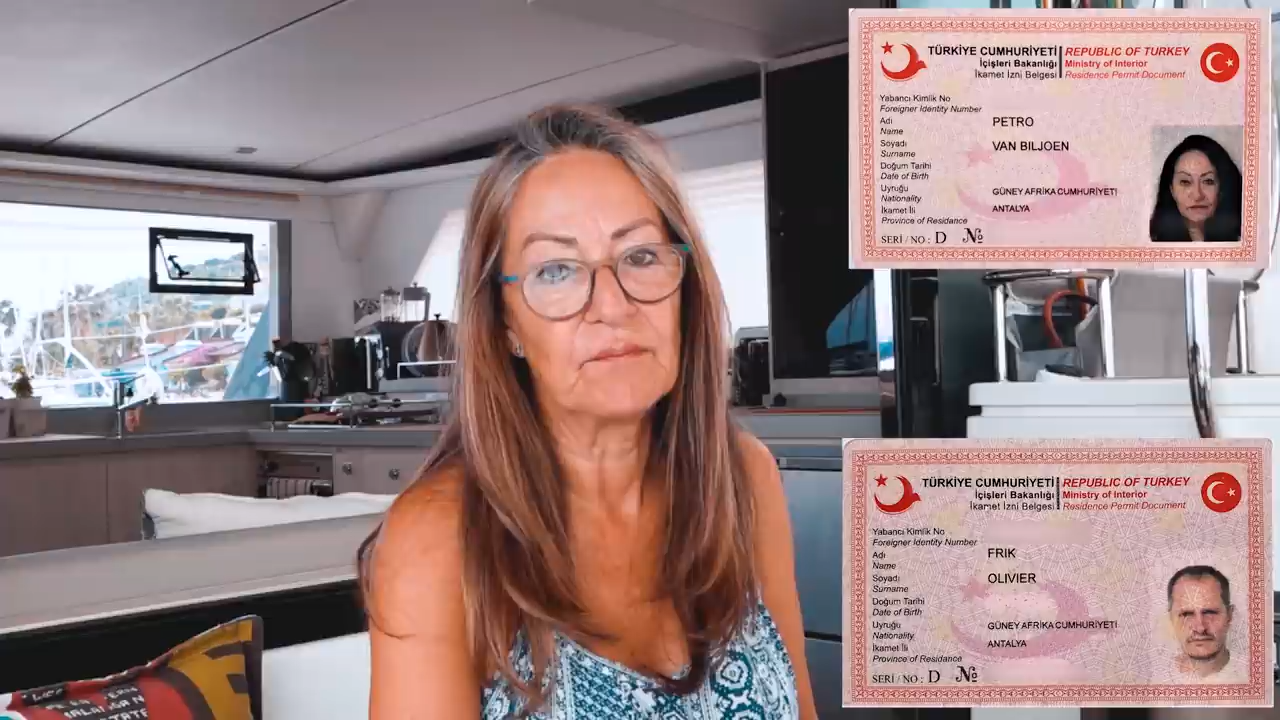 TÜRKİYE CUMHURİYETİ
İçişleri Bakanlığı
İkamet İzni Belgesi
REPUBLIC OF TURKEY
Ministry of Interior
Residence Permit Document
Yabancı Kimlik No
Foreigner Identity Number
Adı
Name
PETRO
Soyadı
Surname
VAN BILJOEN
Doğum Tarihi
Date of Birth
Uyruğu
Nationality
GÜNEY AFRİKA CUMHURİYETİ
İkamet İli
Province of Residance
ANTALYA
SERİ / NO : D №
TÜRKİYE CUMHURİYETİ
İçişleri Bakanlığı
İkamet İzni Belgesi
REPUBLIC OF TURKEY
Ministry of Interior
Residence Permit Document
Yabancı Kimlik No
Foreigner Identity Number
Adı
Name
FRIK
Soyadı
Surname
OLIVIER
Doğum Tarihi
Date of Birth
Uyruğu
Nationality
GÜNEY AFRİKA CUMHURİYETİ
İkamet İli
Province of Residance
ANTALYA
SERİ / NO : D №